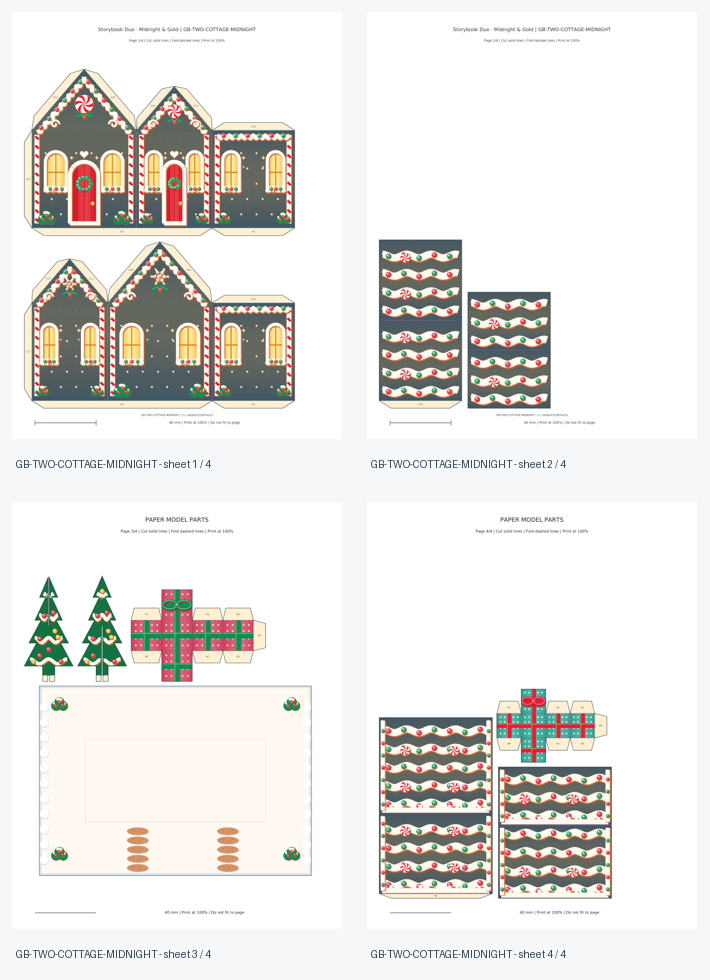 Storybook Duo · Midnight & Gold | GB-TWO-COTTAGE-MIDNIGHT
Page 1/4 | Cut solid lines | Fold dashed lines | Print at 100%
40 mm | Print at 100% | Do not fit to page
GB-TWO-COTTAGE-MIDNIGHT - sheet 1 / 4
Storybook Duo · Midnight & Gold | GB-TWO-COTTAGE-MIDNIGHT
Page 2/4 | Cut solid lines | Fold dashed lines | Print at 100%
40 mm | Print at 100% | Do not fit to page
GB-TWO-COTTAGE-MIDNIGHT - sheet 2 / 4
PAPER MODEL PARTS
Page 3/4 | Cut solid lines | Fold dashed lines | Print at 100%
40 mm | Print at 100% | Do not fit to page
GB-TWO-COTTAGE-MIDNIGHT - sheet 3 / 4
PAPER MODEL PARTS
Page 4/4 | Cut solid lines | Fold dashed lines | Print at 100%
40 mm | Print at 100% | Do not fit to page
GB-TWO-COTTAGE-MIDNIGHT - sheet 4 / 4